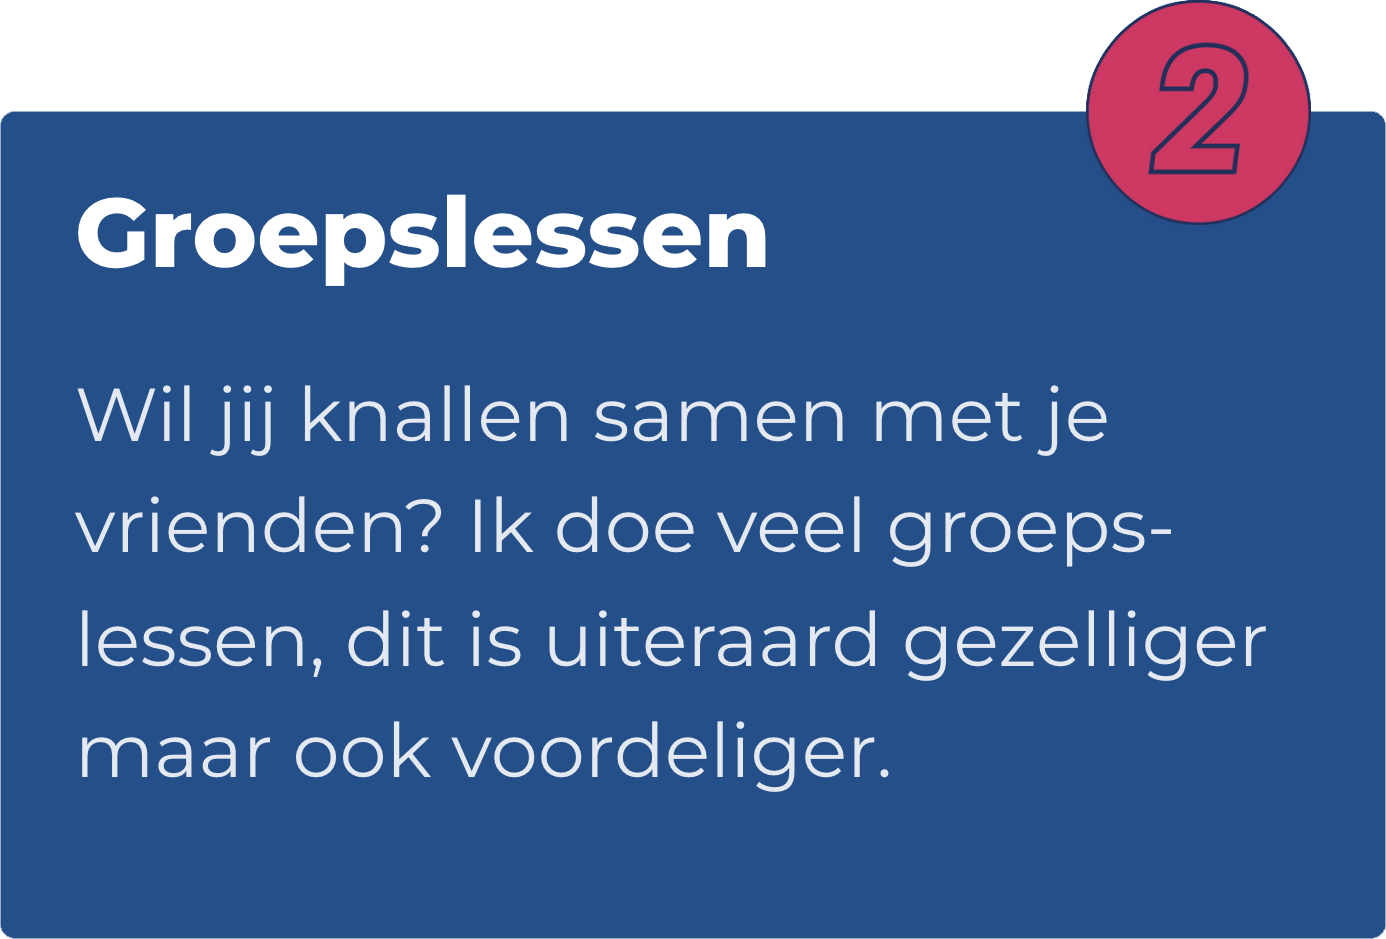 2
Groepslessen
Wil jij knallen samen met je
vrienden? Ik doe veel groeps-
lessen, dit is uiteraard gezelliger
maar ook voordeliger.